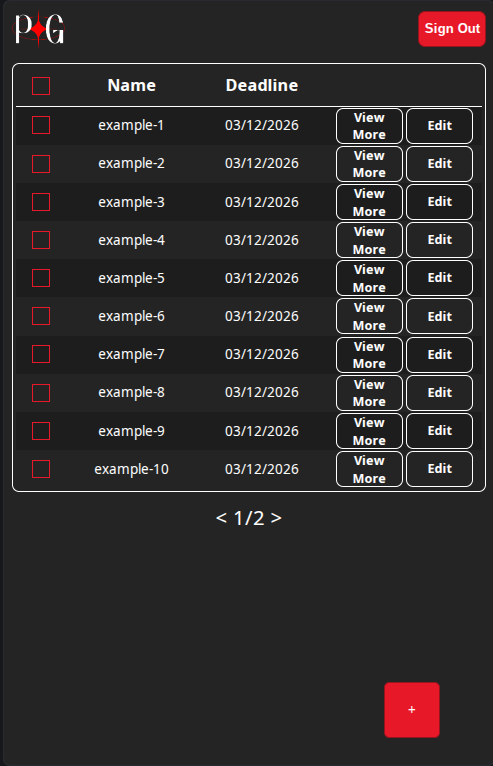 P G
Sign Out
Name Deadline
example-1 03/12/2026 View More Edit
example-2 03/12/2026 View More Edit
example-3 03/12/2026 View More Edit
example-4 03/12/2026 View More Edit
example-5 03/12/2026 View More Edit
example-6 03/12/2026 View More Edit
example-7 03/12/2026 View More Edit
example-8 03/12/2026 View More Edit
example-9 03/12/2026 View More Edit
example-10 03/12/2026 View More Edit
< 1/2 >
+